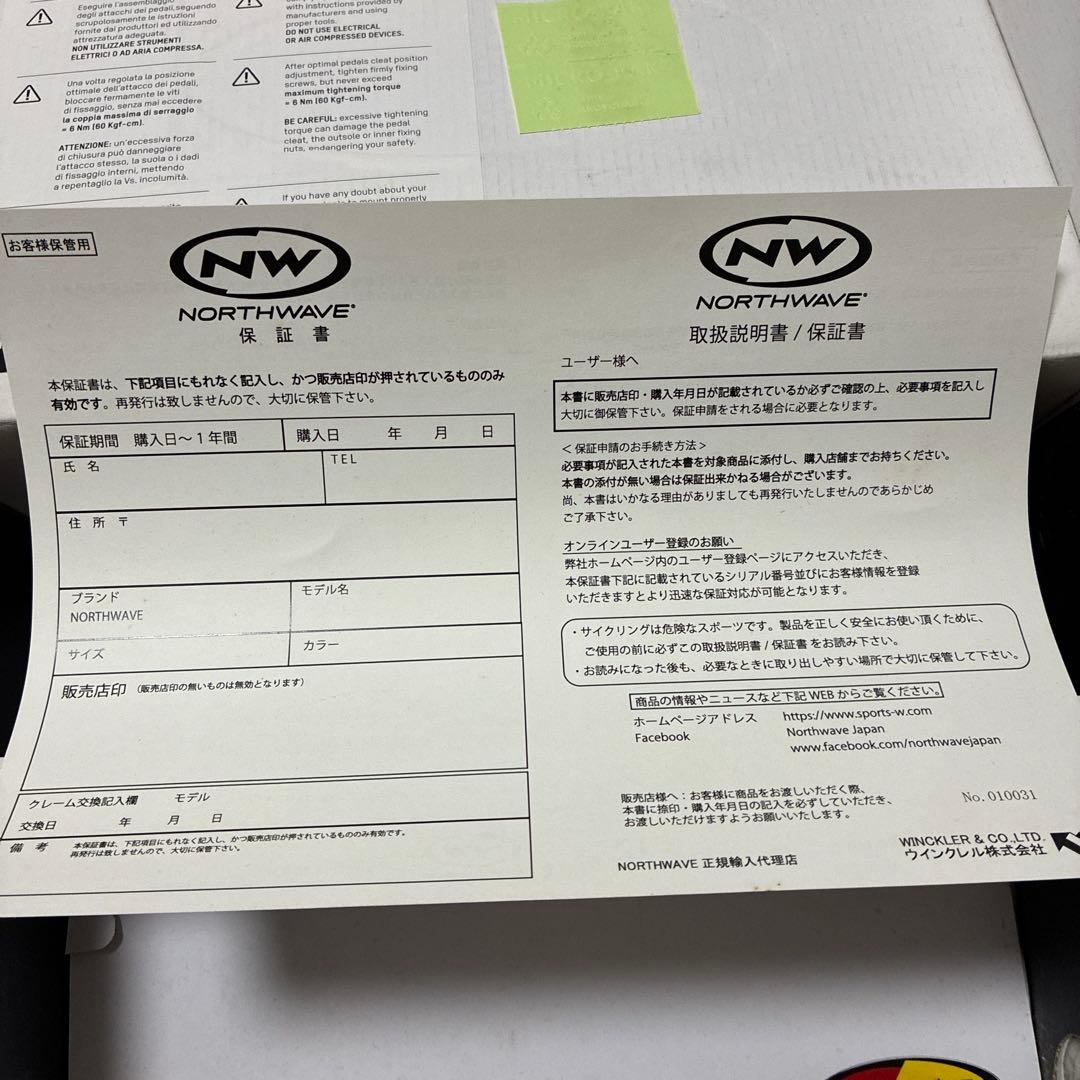 Eseguire l'assemblaggio
degli attacchi dei pedali, seguendo
scrupolosamente le istruzioni
fornite dai produttori ed utilizzando
attrezzatura adeguata.
NON UTILIZZARE STRUMENTI
ELETTRICI O AD ARIA COMPRESSA.
Una volta regolata la posizione
ottimale dell'attacco dei pedali,
bloccare fermamente le viti
di fissaggio, senza mai eccedere
la coppia massima di serraggio
= 6 Nm (60 Kgf-cm).
ATTENZIONE: un'eccessiva forza
di chiusura può danneggiare
l'attacco stesso, la suola o i dadi
di fissaggio interni, mettendo
a repentaglio la Vs. incolumità.
with instructions provided by
manufacturers and using
proper tools.
DO NOT USE ELECTRICAL
OR AIR COMPRESSED DEVICES.
After optimal pedals cleat position
adjustment, tighten firmly fixing
screws, but never exceed
maximum tightening torque
= 6 Nm (60 Kgf-cm).
BE CAREFUL: excessive tightening
torque can damage the pedal
cleat, the outsole or inner fixing
nuts, endangering your safety.
If you have any doubt about your
mount properly
お客様保管用
NW
NORTHWAVE
保証書
本保証書は、下記項目にもれなく記入し、かつ販売店印が押されているもののみ
有効です。再発行は致しませんので、大切に保管下さい。
保証期間 購入日～1年間 購入日 年 月 日
氏名 TEL
住所 〒
ブランド モデル名
NORTHWAVE
サイズ カラー
販売店印 (販売店印の無いものは無効となります)
クレーム交換記入欄 モデル
交換日 年 月 日
備考 本保証書は、下記項目にもれなく記入し、かつ販売店印が押されているもののみ有効です。
再発行は致しませんので、大切に保管下さい。
NW
NORTHWAVE
取扱説明書/保証書
ユーザー様へ
本書に販売店印・購入年月日が記載されているか必ずご確認の上、必要事項を記入し
大切に御保管下さい。保証申請をされる場合に必要となります。
<保証申請のお手続き方法>
必要事項が記入された本書を対象商品に添付し、購入店舗までお持ちください。
本書の添付が無い場合は保証出来かねる場合がございます。
尚、本書はいかなる理由がありましても再発行いたしませんのであらかじめ
ご了承下さい。
オンラインユーザー登録のお願い
弊社ホームページ内のユーザー登録ページにアクセスいただき、
本保証書下記に記載されているシリアル番号並びにお客様情報を登録
いただきますとより迅速な保証対応が可能となります。
・サイクリングは危険なスポーツです。製品を正しく安全にお使い頂くために、
ご使用の前に必ずこの取扱説明書/保証書 をお読み下さい。
・お読みになった後も、必要なときに取り出しやすい場所で大切に保管して下さい。
商品の情報やニュースなど下記WEBからご覧ください。
ホームページアドレス https://www.sports-w.com
Facebook Northwave Japan
www.facebook.com/northwavejapan
販売店様へ：お客様に商品をお渡しいただく際、
本書に捺印・購入年月日の記入を必ずしていただき、
お渡しいただけますようお願いいたします。
No. 010031
WINCKLER & CO., LTD.
NORTHWAVE 正規輸入代理店 ウインクレル株式会社